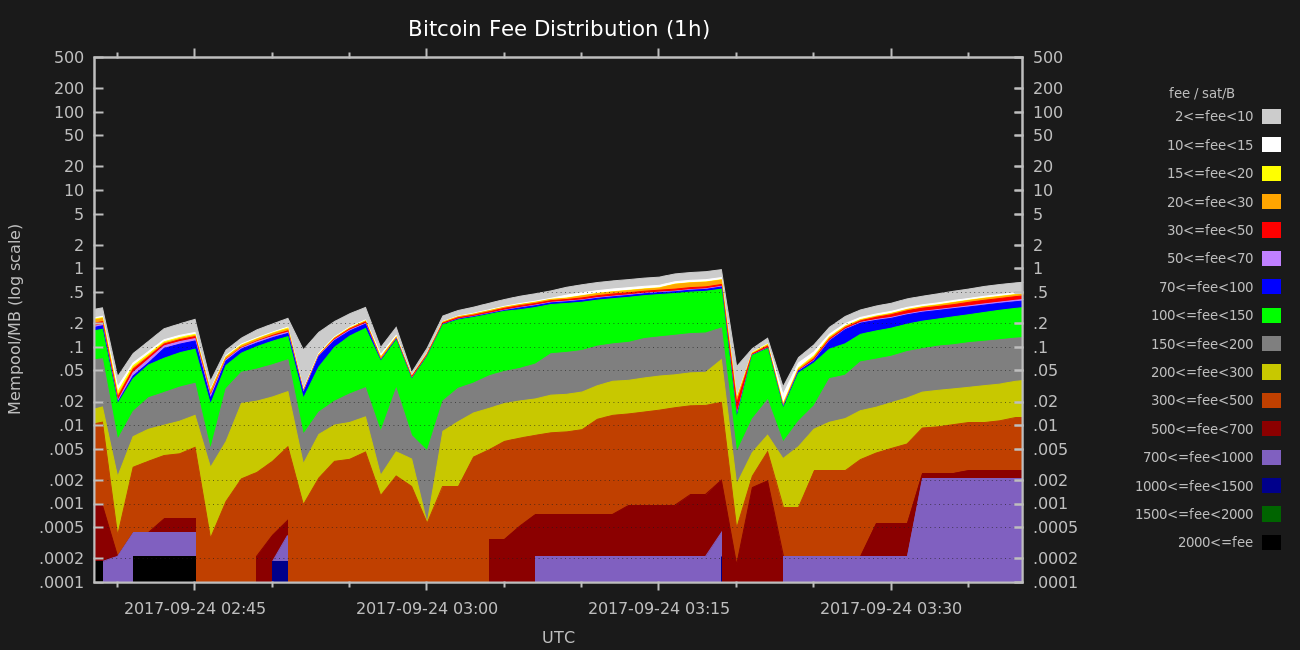 Bitcoin Fee Distribution (1h)
500
200
100
50
20
10
5
2
1
.5
.2
.1
.05
.02
.01
.005
.002
.001
.0005
.0002
.0001
Mempool/MB (log scale)
500
200
100
50
20
10
5
2
1
.5
.2
.1
.05
.02
.01
.005
.002
.001
.0005
.0002
.0001
2017-09-24 02:45
2017-09-24 03:00
2017-09-24 03:15
2017-09-24 03:30
UTC
fee / sat/B
2<=fee<10
10<=fee<15
15<=fee<20
20<=fee<30
30<=fee<50
50<=fee<70
70<=fee<100
100<=fee<150
150<=fee<200
200<=fee<300
300<=fee<500
500<=fee<700
700<=fee<1000
1000<=fee<1500
1500<=fee<2000
2000<=fee